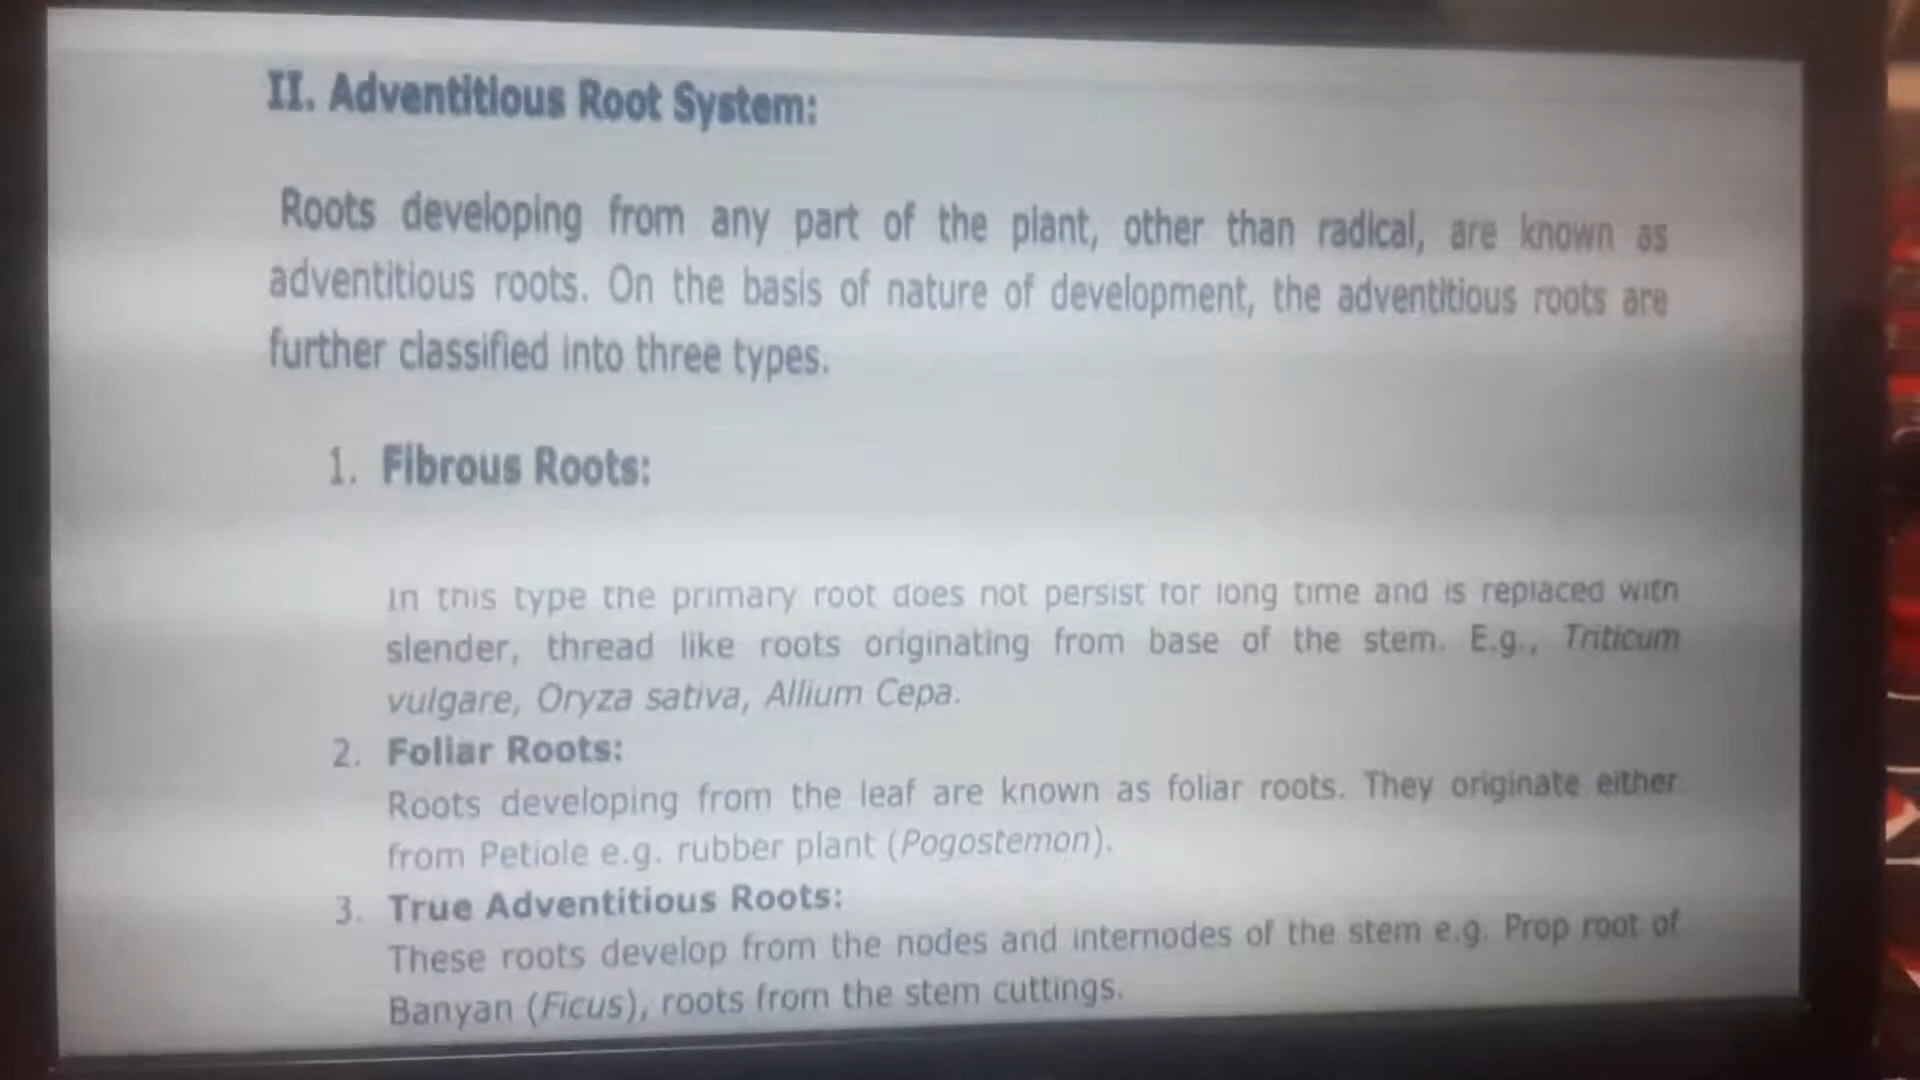 II. Adventitious Root System:
Roots developing from any part of the plant, other than radical, are known as
adventitious roots. On the basis of nature of development, the adventitious roots are
further classified into three types.
1. Fibrous Roots:
In this type the primary root does not persist for long time and is replaced with
slender, thread like roots originating from base of the stem. E.g., Triticum
vulgare, Oryza sativa, Allium Cepa.
2. Foliar Roots:
Roots developing from the leaf are known as foliar roots. They originate either
from Petiole e.g. rubber plant (Pogostemon).
3. True Adventitious Roots:
These roots develop from the nodes and internodes of the stem e.g. Prop root of
Banyan (Ficus), roots from the stem cuttings.